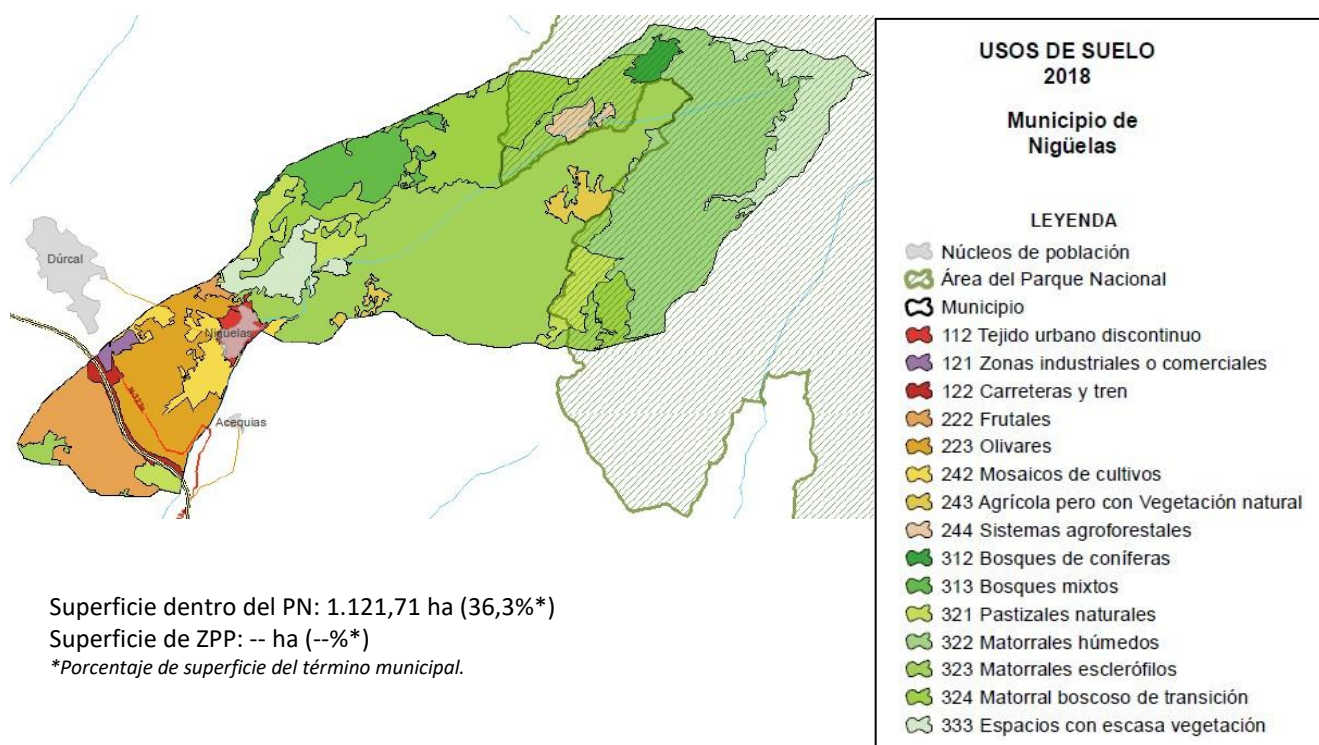 USOS DE SUELO
2018
Municipio de
Nigüelas
LEYENDA
Núcleos de población
Área del Parque Nacional
Municipio
112 Tejido urbano discontinuo
121 Zonas industriales o comerciales
122 Carreteras y tren
222 Frutales
223 Olivares
242 Mosaicos de cultivos
243 Agrícola pero con Vegetación natural
244 Sistemas agroforestales
312 Bosques de coníferas
313 Bosques mixtos
321 Pastizales naturales
322 Matorrales húmedos
323 Matorrales esclerófilos
324 Matorral boscoso de transición
333 Espacios con escasa vegetación
Dúrcal
Nigüelas
Acequias
Superficie dentro del PN: 1.121,71 ha (36,3%*)
Superficie de ZPP: -- ha (--%*)
*Porcentaje de superficie del término municipal.